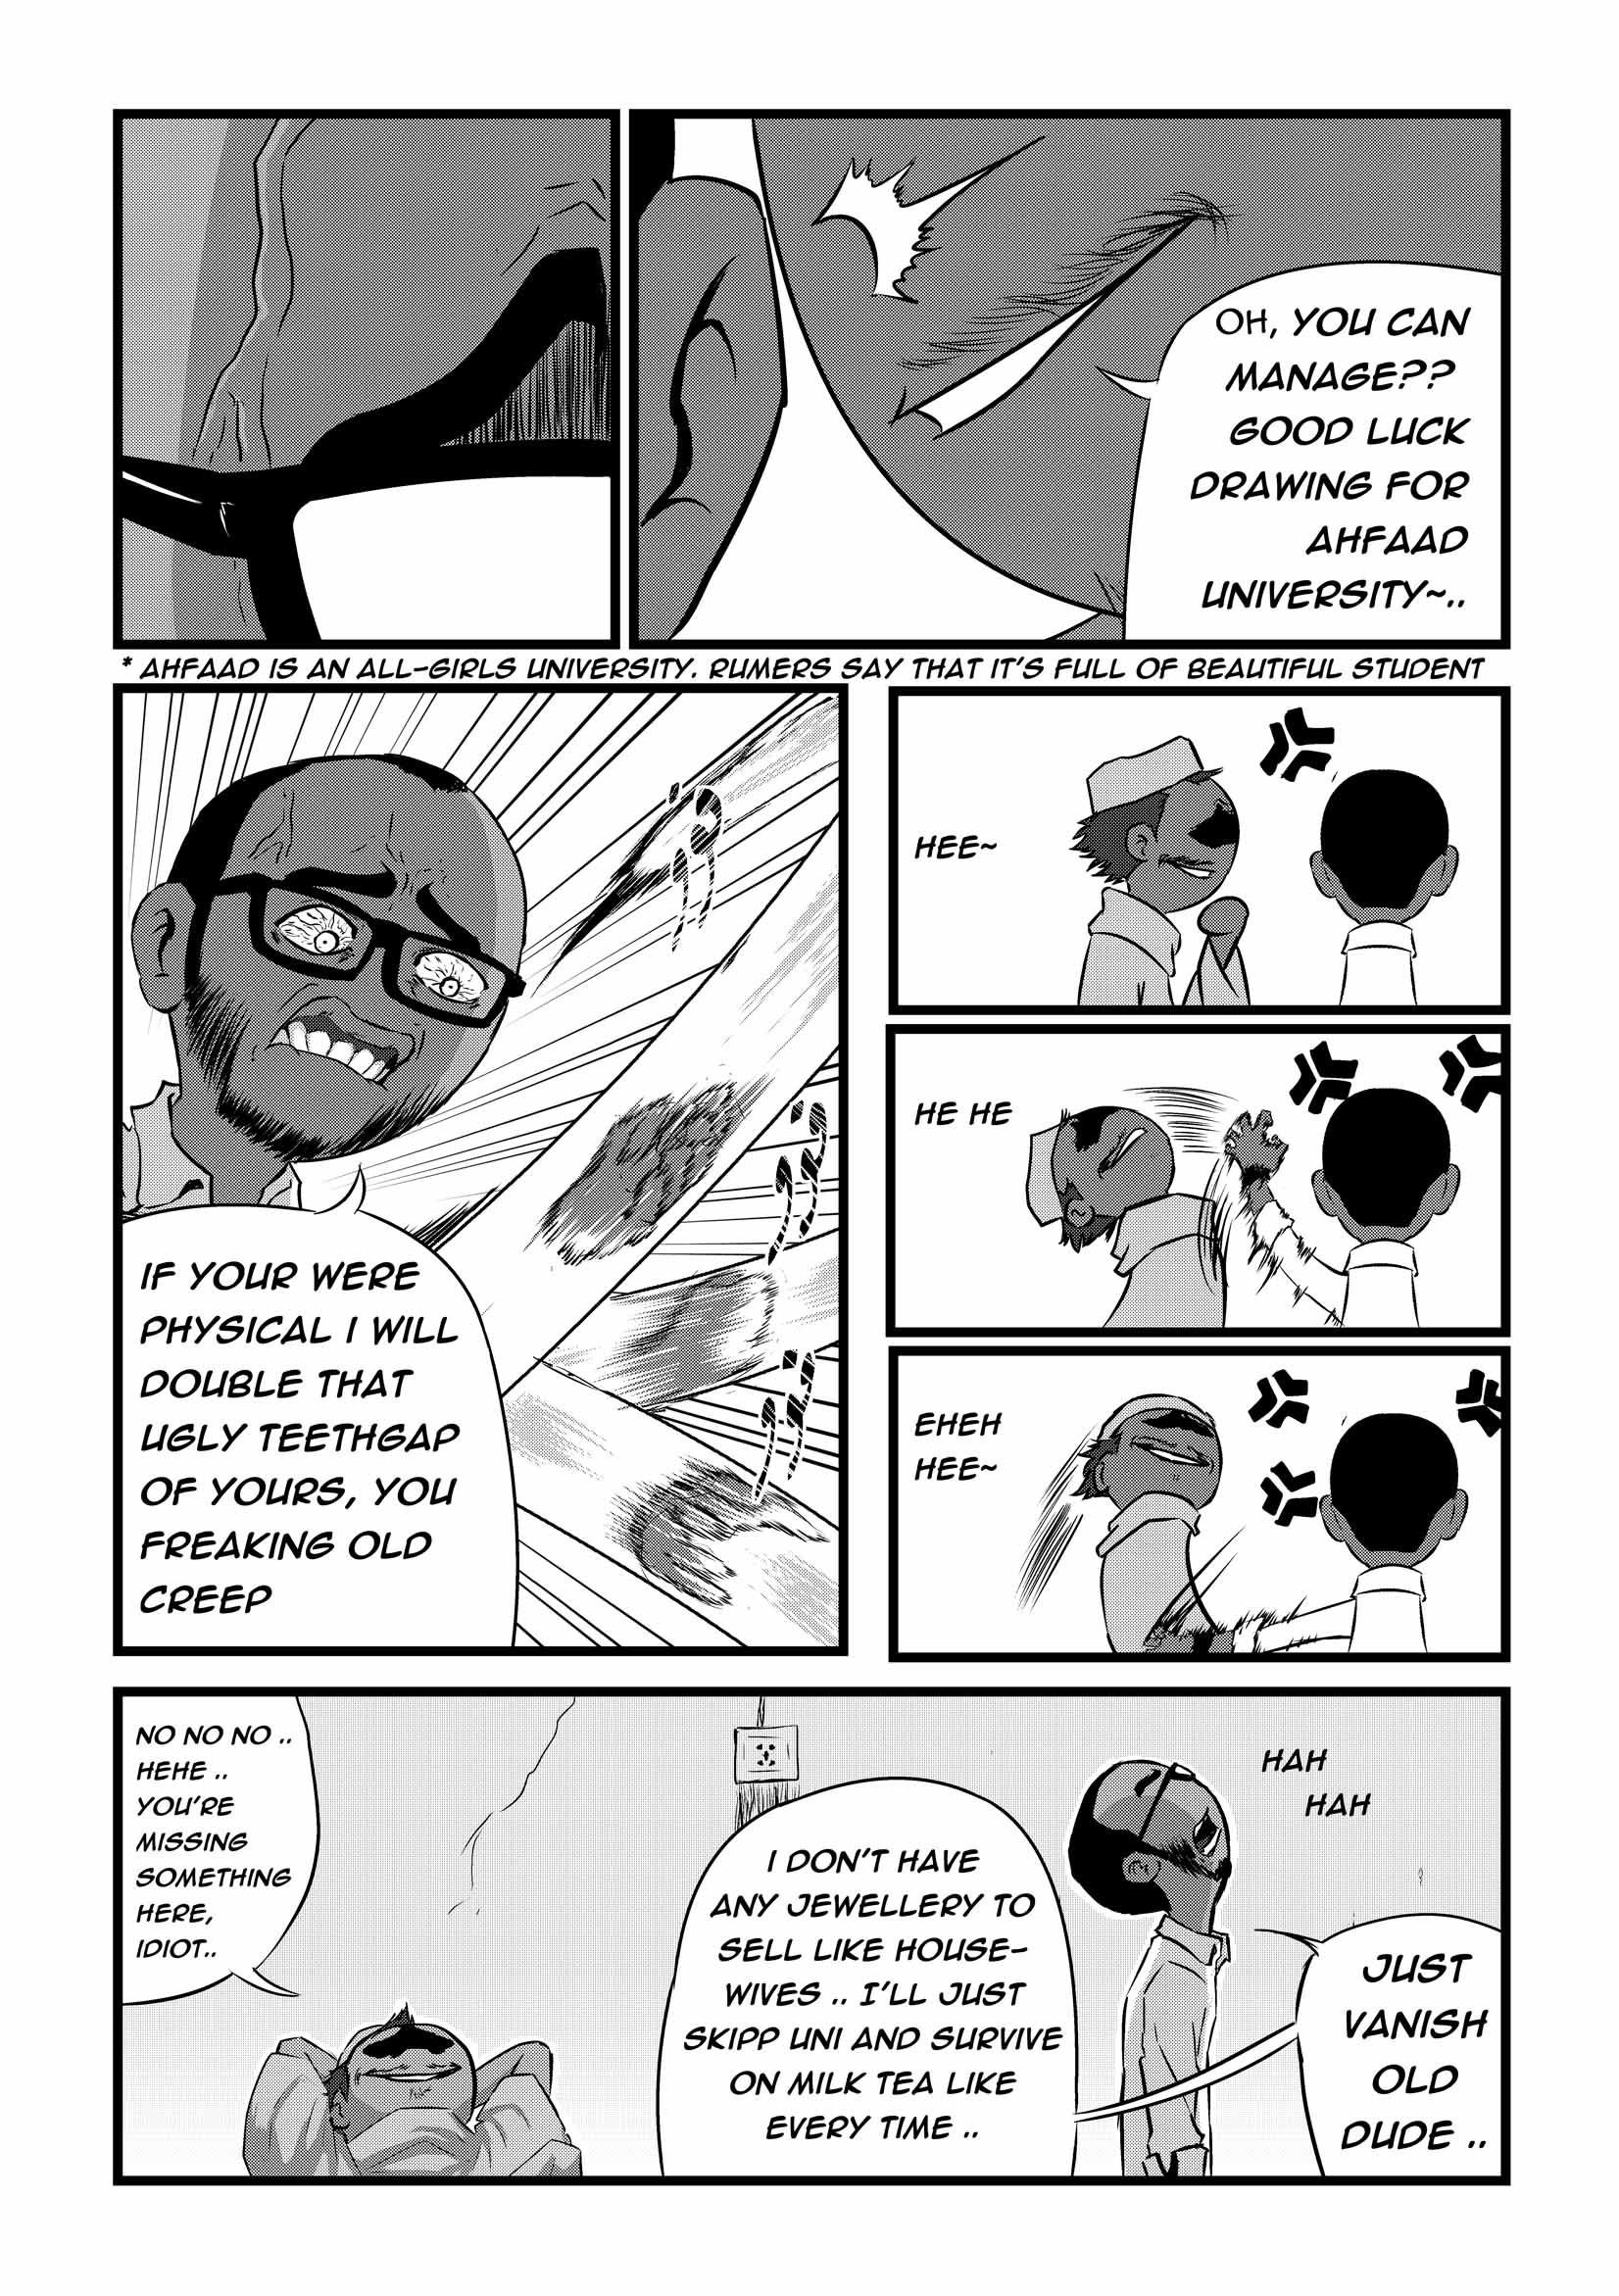 OH, YOU CAN
MANAGE??
GOOD LUCK
DRAWING FOR
AHFAAD
UNIVERSITY~..
* AHFAAD IS AN ALL-GIRLS UNIVERSITY. RUMERS SAY THAT IT'S FULL OF BEAUTIFUL STUDENT
IF YOUR WERE
PHYSICAL I WILL
DOUBLE THAT
UGLY TEETHGAP
OF YOURS, YOU
FREAKING OLD
CREEP
HEE~
HE HE
EHEH
HEE~
NO NO NO ..
HEHE ..
YOU'RE
MISSING
SOMETHING
HERE,
IDIOT..
I DON'T HAVE
ANY JEWELLERY TO
SELL LIKE HOUSE-
WIVES .. I'LL JUST
SKIPP UNI AND SURVIVE
ON MILK TEA LIKE
EVERY TIME ..
HAH
HAH
JUST
VANISH
OLD
DUDE ..